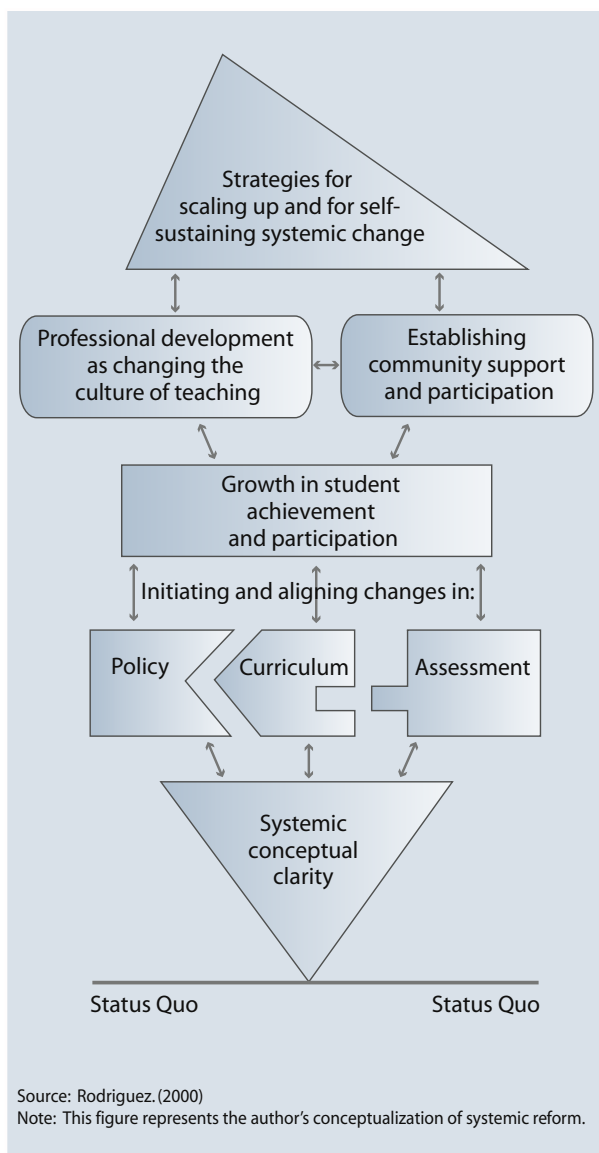 Strategies for
scaling up and for self-
sustaining systemic change
Professional development
as changing the
culture of teaching
Establishing
community support
and participation
Growth in student
achievement
and participation
Initiating and aligning changes in:
Policy
Curriculum
Assessment
Systemic
conceptual
clarity
Status Quo
Status Quo
Source: Rodriguez.(2000)
Note: This figure represents the author’s conceptualization of systemic reform.